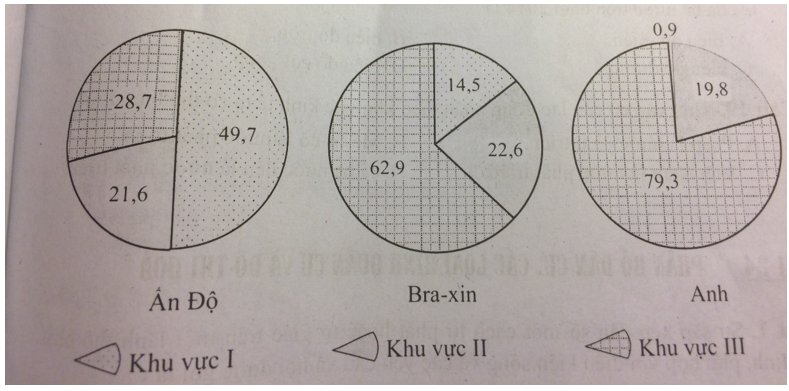 0,9
28,7
49,7
21,6
14,5
22,6
62,9
19,8
79,3
Ấn Độ
Bra-xin
Anh
Khu vực I
Khu vực II
Khu vực III